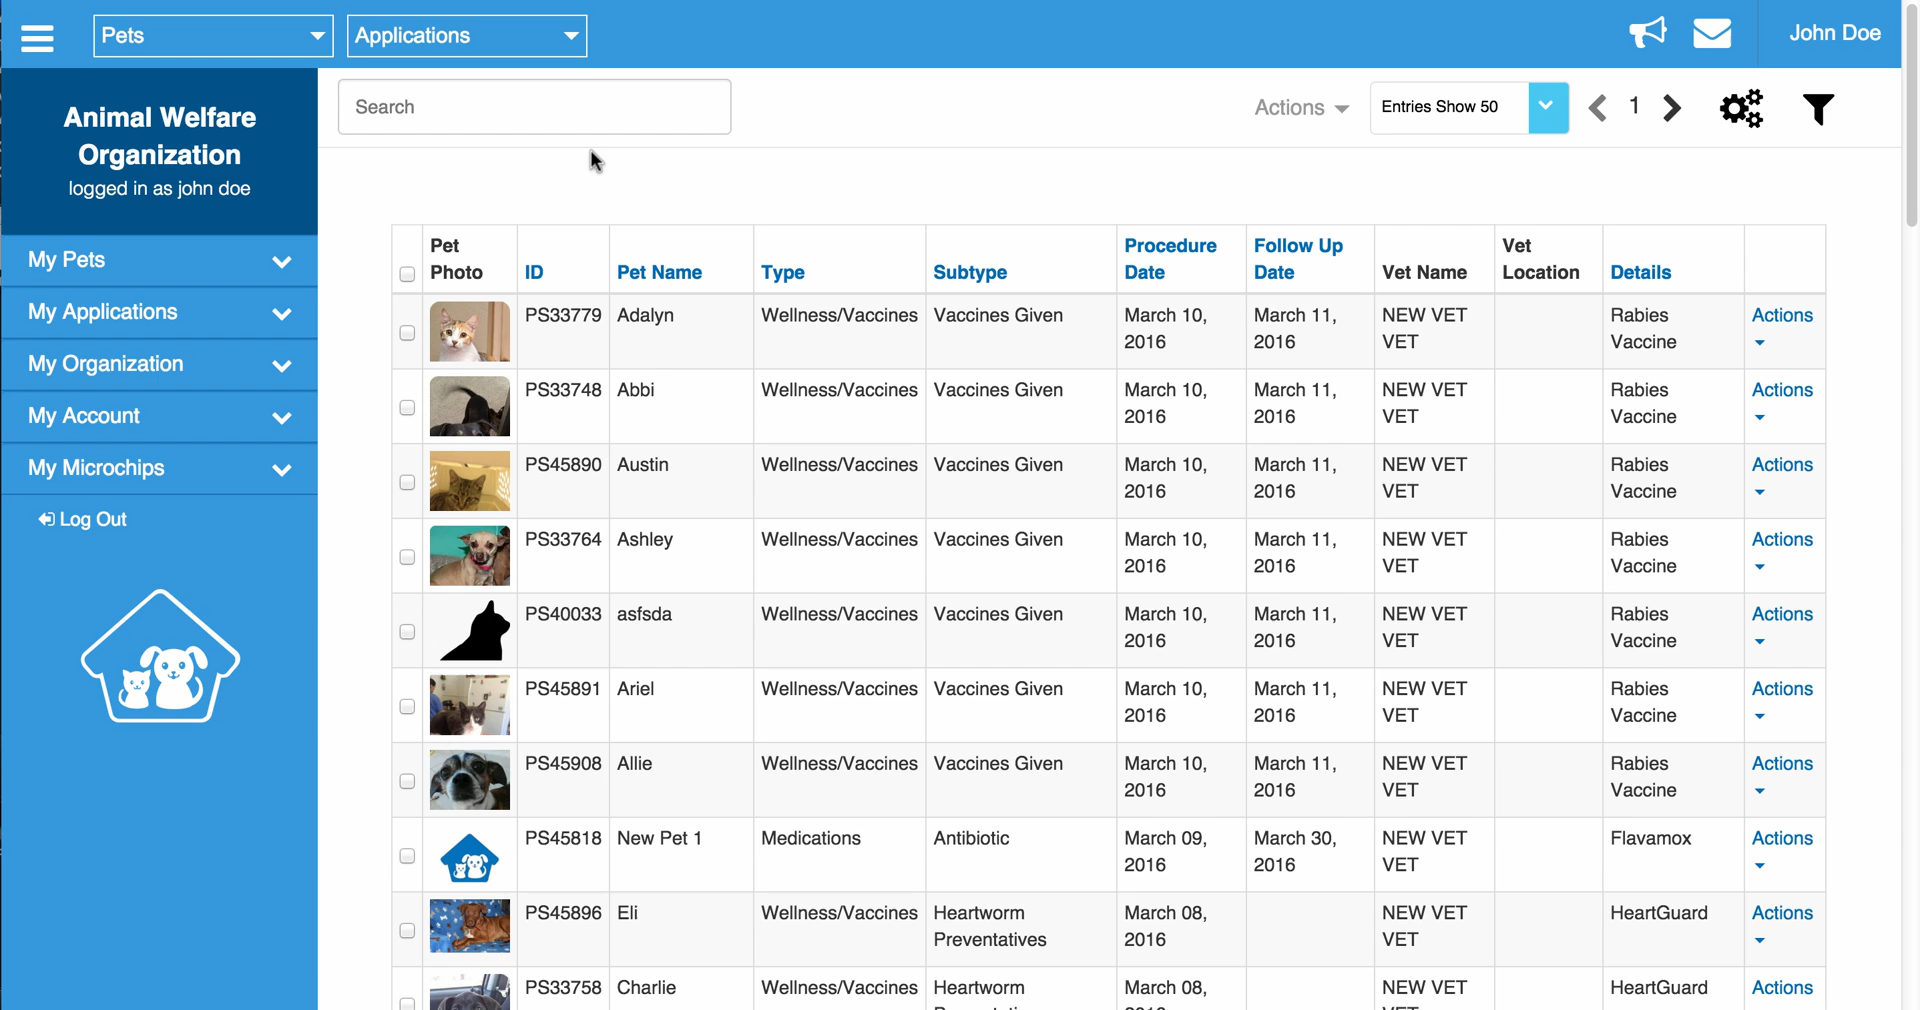 Pets
Applications
John Doe
Animal Welfare
Organization
logged in as john doe
My Pets
My Applications
My Organization
My Account
My Microchips
Log Out
Search
Actions
Entries Show 50
1
Pet Photo ID Pet Name Type Subtype Procedure Date Follow Up Date Vet Name Vet Location Details
PS33779 Adalyn Wellness/Vaccines Vaccines Given March 10, March 11, NEW VET Rabies Actions
2016 2016 VET Vaccine
PS33748 Abbi Wellness/Vaccines Vaccines Given March 10, March 11, NEW VET Rabies Actions
2016 2016 VET Vaccine
PS45890 Austin Wellness/Vaccines Vaccines Given March 10, March 11, NEW VET Rabies Actions
2016 2016 VET Vaccine
PS33764 Ashley Wellness/Vaccines Vaccines Given March 10, March 11, NEW VET Rabies Actions
2016 2016 VET Vaccine
PS40033 asfsda Wellness/Vaccines Vaccines Given March 10, March 11, NEW VET Rabies Actions
2016 2016 VET Vaccine
PS45891 Ariel Wellness/Vaccines Vaccines Given March 10, March 11, NEW VET Rabies Actions
2016 2016 VET Vaccine
PS45908 Allie Wellness/Vaccines Vaccines Given March 10, March 11, NEW VET Rabies Actions
2016 2016 VET Vaccine
PS45818 New Pet 1 Medications Antibiotic March 09, March 30, NEW VET Flavamox Actions
2016 2016 VET
PS45896 Eli Wellness/Vaccines Heartworm March 08, NEW VET HeartGuard Actions
Preventatives 2016 VET
PS33758 Charlie Wellness/Vaccines Heartworm March 08, NEW VET HeartGuard Actions